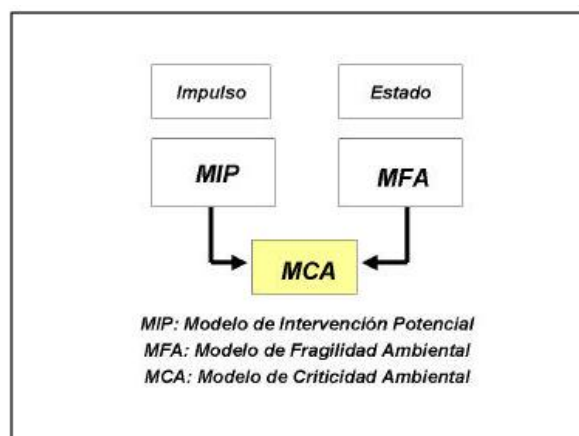 Impulso
Estado
MIP
MFA
MCA
MIP: Modelo de Intervención Potencial
MFA: Modelo de Fragilidad Ambiental
MCA: Modelo de Criticidad Ambiental